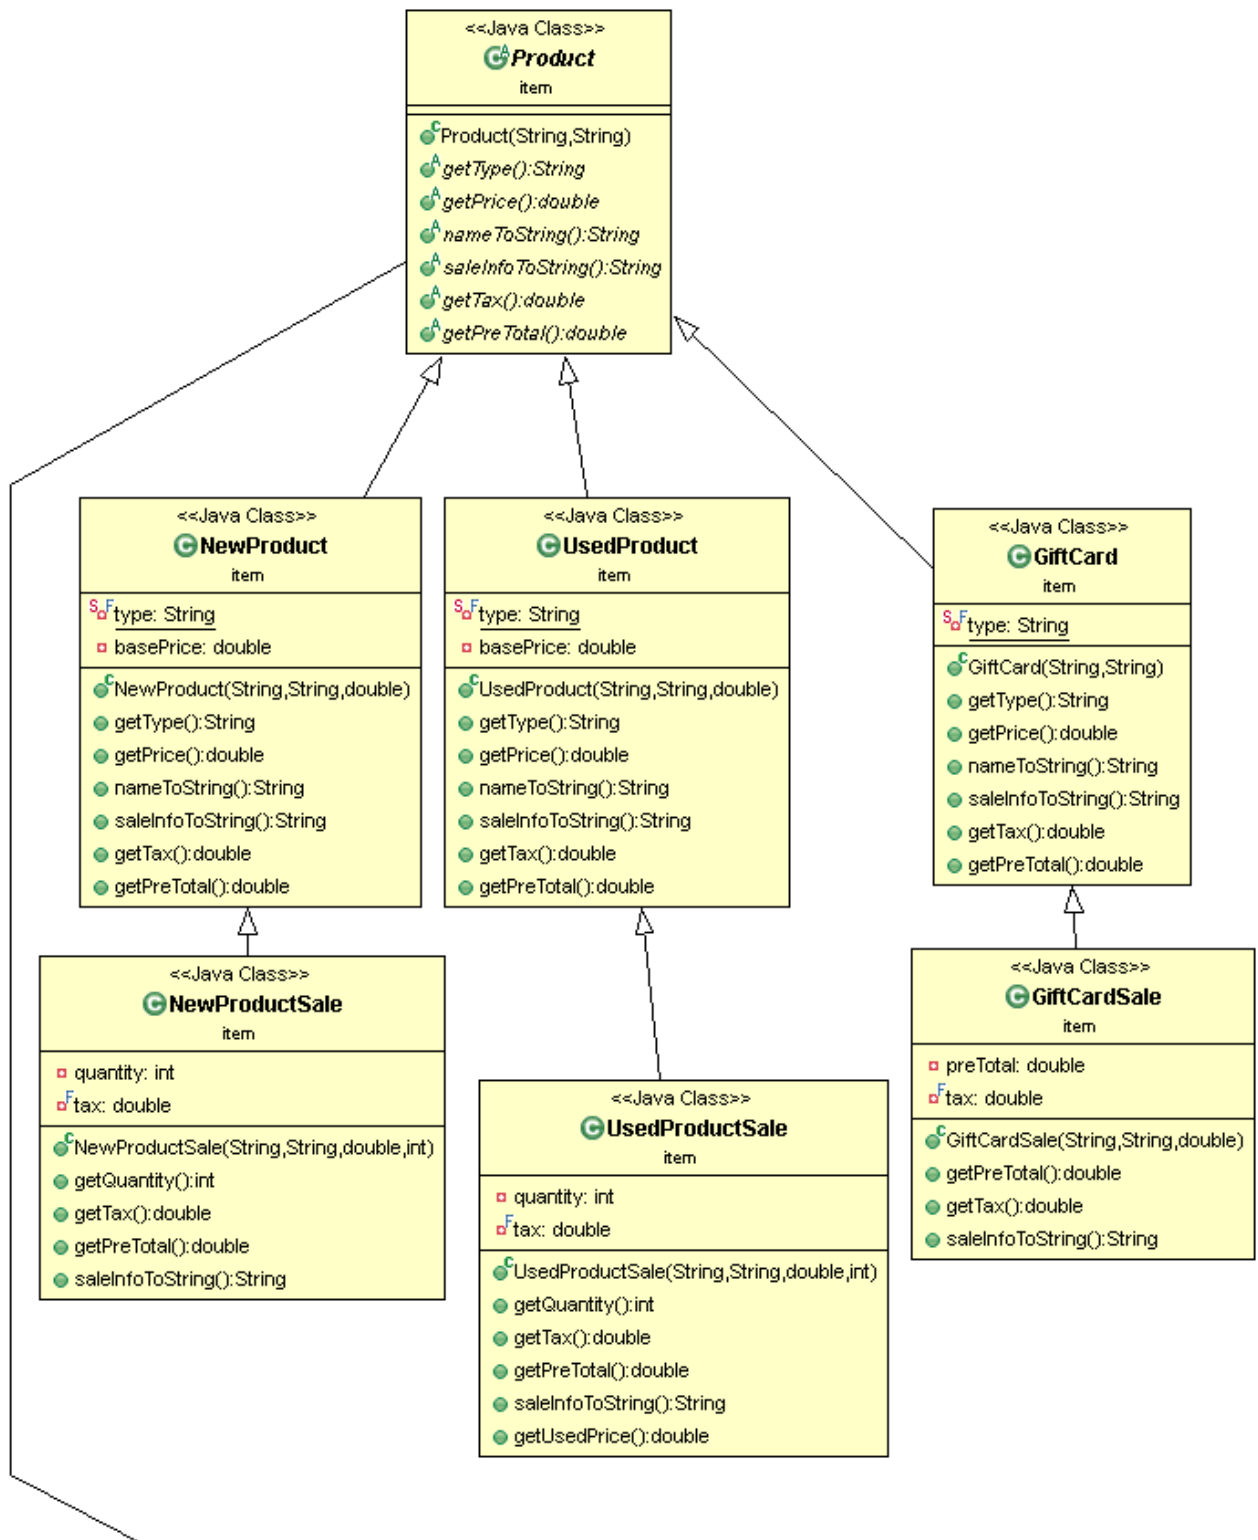 <<Java Class>>
Product
item
Product(String,String)
getType():String
getPrice():double
nameToString():String
saleInfoToString():String
getTax():double
getPreTotal():double
<<Java Class>>
NewProduct
item
type: String
basePrice: double
NewProduct(String,String,double)
getType():String
getPrice():double
nameToString():String
saleInfoToString():String
getTax():double
getPreTotal():double
<<Java Class>>
UsedProduct
item
type: String
basePrice: double
UsedProduct(String,String,double)
getType():String
getPrice():double
nameToString():String
saleInfoToString():String
getTax():double
getPreTotal():double
<<Java Class>>
GiftCard
item
type: String
GiftCard(String,String)
getType():String
getPrice():double
nameToString():String
saleInfoToString():String
getTax():double
getPreTotal():double
<<Java Class>>
NewProductSale
item
quantity: int
tax: double
NewProductSale(String,String,double,int)
getQuantity():int
getTax():double
getPreTotal():double
saleInfoToString():String
<<Java Class>>
UsedProductSale
item
quantity: int
tax: double
UsedProductSale(String,String,double,int)
getQuantity():int
getTax():double
getPreTotal():double
saleInfoToString():String
getUsedPrice():double
<<Java Class>>
GiftCardSale
item
preTotal: double
tax: double
GiftCardSale(String,String,double)
getPreTotal():double
getTax():double
saleInfoToString():String